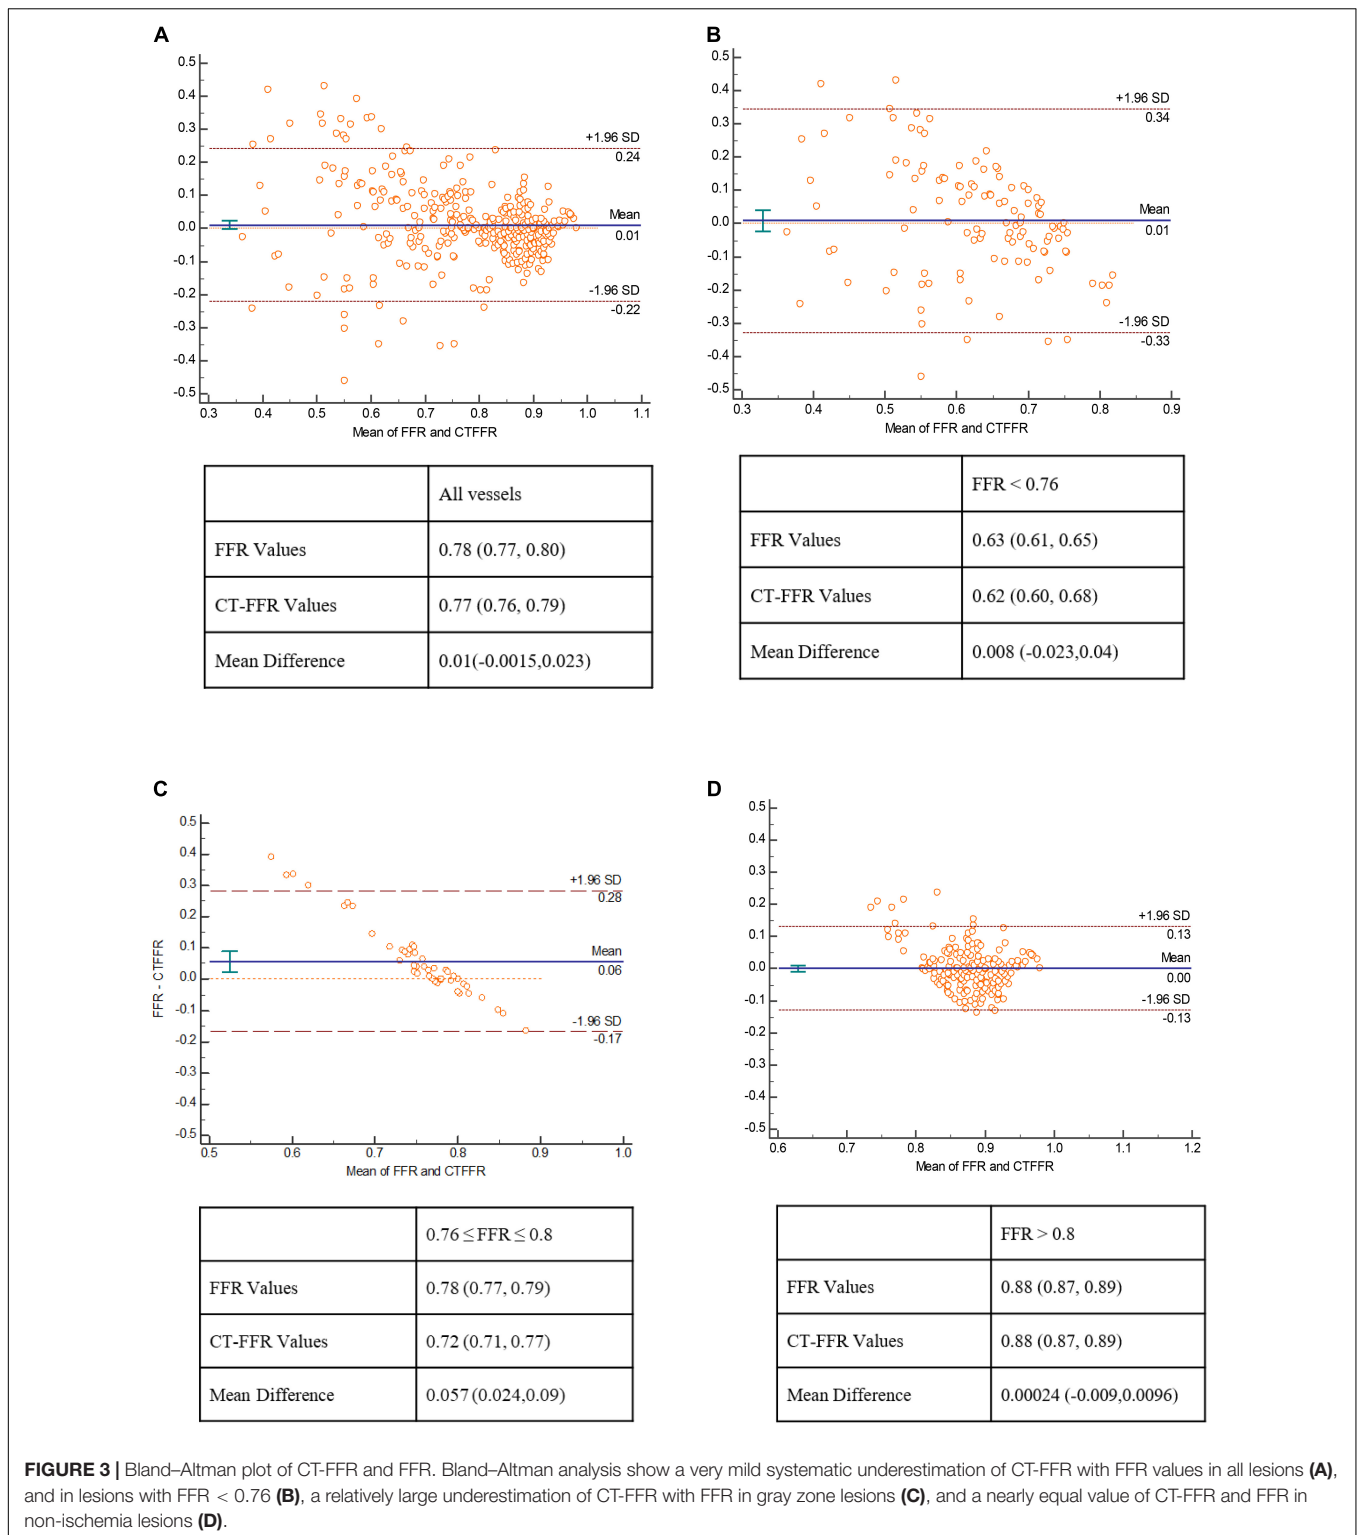 A
0.5
0.4
0.3
0.2
0.1
0.0
-0.1
-0.2
-0.3
-0.4
-0.5
+1.96 SD
0.24
Mean
0.01
-1.96 SD
-0.22
0.3 0.4 0.5 0.6 0.7 0.8 0.9 1.0 1.1
Mean of FFR and CTFFR
All vessels
FFR Values 0.78 (0.77, 0.80)
CT-FFR Values 0.77 (0.76, 0.79)
Mean Difference 0.01(-0.0015,0.023)
B
0.5
0.4
0.3
0.2
0.1
0.0
-0.1
-0.2
-0.3
-0.4
-0.5
+1.96 SD
0.34
Mean
0.01
-1.96 SD
-0.33
0.3 0.4 0.5 0.6 0.7 0.8 0.9
Mean of FFR and CTFFR
FFR < 0.76
FFR Values 0.63 (0.61, 0.65)
CT-FFR Values 0.62 (0.60, 0.68)
Mean Difference 0.008 (-0.023,0.04)
C
FFR - CTFFR
0.5
0.4
0.3
0.2
0.1
0.0
-0.1
-0.2
-0.3
-0.4
-0.5
+1.96 SD
0.28
Mean
0.06
-1.96 SD
-0.17
0.5 0.6 0.7 0.8 0.9 1.0
Mean of FFR and CTFFR
0.76 ≤ FFR ≤ 0.8
FFR Values 0.78 (0.77, 0.79)
CT-FFR Values 0.72 (0.71, 0.77)
Mean Difference 0.057 (0.024,0.09)
D
0.5
0.4
0.3
0.2
0.1
0.0
-0.1
-0.2
-0.3
-0.4
-0.5
+1.96 SD
0.13
Mean
0.00
-1.96 SD
-0.13
0.6 0.7 0.8 0.9 1.0 1.1 1.2
Mean of FFR and CTFFR
FFR > 0.8
FFR Values 0.88 (0.87, 0.89)
CT-FFR Values 0.88 (0.87, 0.89)
Mean Difference 0.00024 (-0.009,0.0096)
FIGURE 3 | Bland–Altman plot of CT-FFR and FFR. Bland–Altman analysis show a very mild systematic underestimation of CT-FFR with FFR values in all lesions (A),
and in lesions with FFR < 0.76 (B), a relatively large underestimation of CT-FFR with FFR in gray zone lesions (C), and a nearly equal value of CT-FFR and FFR in
non-ischemia lesions (D).